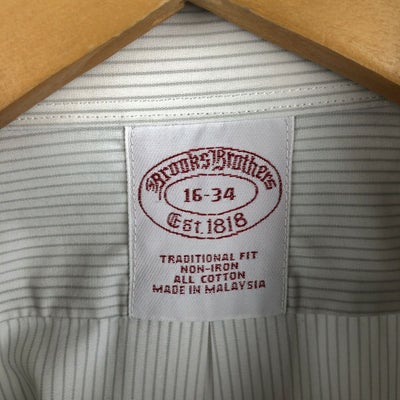 Brooks Brothers
16-34
Est. 1818
TRADITIONAL FIT
NON-IRON
ALL COTTON
MADE IN MALAYSIA